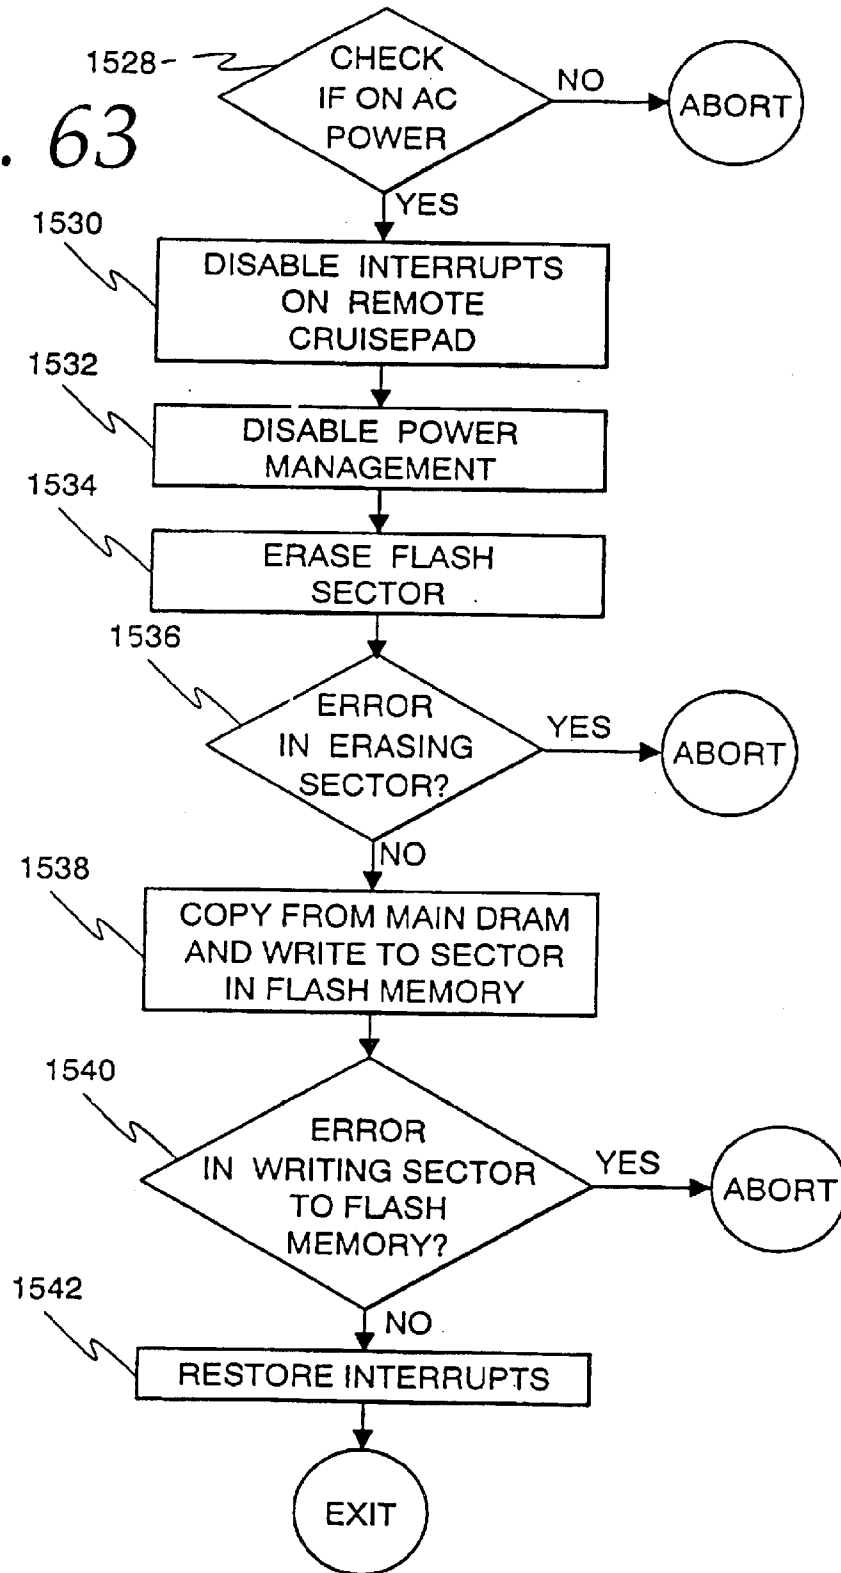 1528
CHECK
IF ON AC
POWER
NO
ABORT
. 63
YES
1530
DISABLE INTERRUPTS
ON REMOTE
CRUISEPAD
1532
DISABLE POWER
MANAGEMENT
1534
ERASE FLASH
SECTOR
1536
ERROR
IN ERASING
SECTOR?
YES
ABORT
NO
1538
COPY FROM MAIN DRAM
AND WRITE TO SECTOR
IN FLASH MEMORY
1540
ERROR
IN WRITING SECTOR
TO FLASH
MEMORY?
YES
ABORT
NO
1542
RESTORE INTERRUPTS
EXIT